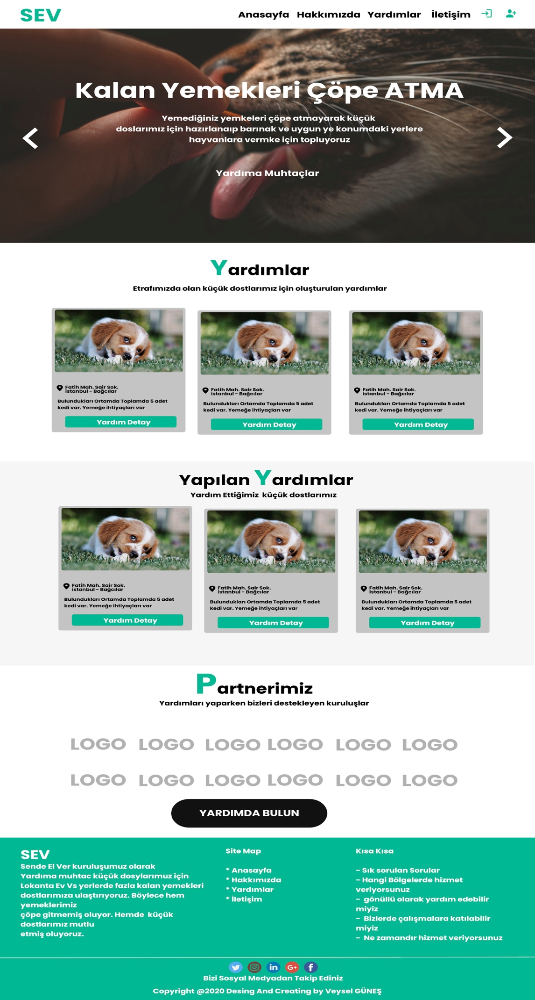 SEV
Anasayfa Hakkımızda Yardımlar İletişim
Kalan Yemekleri Çöpe ATMA
Yemediğiniz yemkeleri çöpe atmayarak küçük
doslarımız için hazırlanaıp barınak ve uygun ye konumdaki yerlere
hayvanlara vermke için topluyoruz
Yardıma Muhtaçlar
Yardımlar
Etrafımızda olan küçük dostlarımız için oluşturulan yardımlar
Fatih Mah. Sair Sok.
istanbul - Bağcılar
Bulundukları Ortamda Toplamda 5 adet
kedi var. Yemeğe ihtiyaçları var
Yardım Detay
Fatih Mah. Sair Sok.
istanbul - Bağcılar
Bulundukları Ortamda Toplamda 5 adet
kedi var. Yemeğe ihtiyaçları var
Yardım Detay
Fatih Mah. Sair Sok.
istanbul - Bağcılar
Bulundukları Ortamda Toplamda 5 adet
kedi var. Yemeğe ihtiyaçları var
Yardım Detay
Yapılan Yardımlar
Yardım Ettiğimiz küçük dostlarımız
Fatih Mah. Sair Sok.
istanbul - Bağcılar
Bulundukları Ortamda Toplamda 5 adet
kedi var. Yemeğe ihtiyaçları var
Yardım Detay
Fatih Mah. Sair Sok.
istanbul - Bağcılar
Bulundukları Ortamda Toplamda 5 adet
kedi var. Yemeğe ihtiyaçları var
Yardım Detay
Fatih Mah. Sair Sok.
istanbul - Bağcılar
Bulundukları Ortamda Toplamda 5 adet
kedi var. Yemeğe ihtiyaçları var
Yardım Detay
Partnerimiz
Yardımları yaparken bizleri destekleyen kuruluşlar
LOGO LOGO LOGO LOGO LOGO LOGO
LOGO LOGO LOGO LOGO LOGO LOGO
YARDIMDA BULUN
SEV
Sende El Ver kuruluşumuz olarak
Yardıma muhtac küçük dosylarımuz için
Lokanta Ev Vs yerlerde fazla kalan yemekleri
dostlarımıza ulaştırıyoruz. Böylece hem
yemeklerimiz
çöpe gitmemiş oluyor. Hemde küçük
dostlarımız mutlu
etmiş oluyoruz.
Site Map
* Anasayfa
* Hakkımızda
* Yardımlar
* İletişim
Kısa Kısa
- Sık sorulan Sorular
- Hangi Bölgelerde hizmet
veriyorsunuz
- gönüllü olarak yardım edebilir
miyiz
- Bizlerde çalışmalara katılabilir
miyiz
- Ne zamandır hizmet veriyorsunuz
Bizi Sosyal Medyadan Takip Ediniz
Copyright @2020 Desing And Creating by Veysel GÜNEŞ